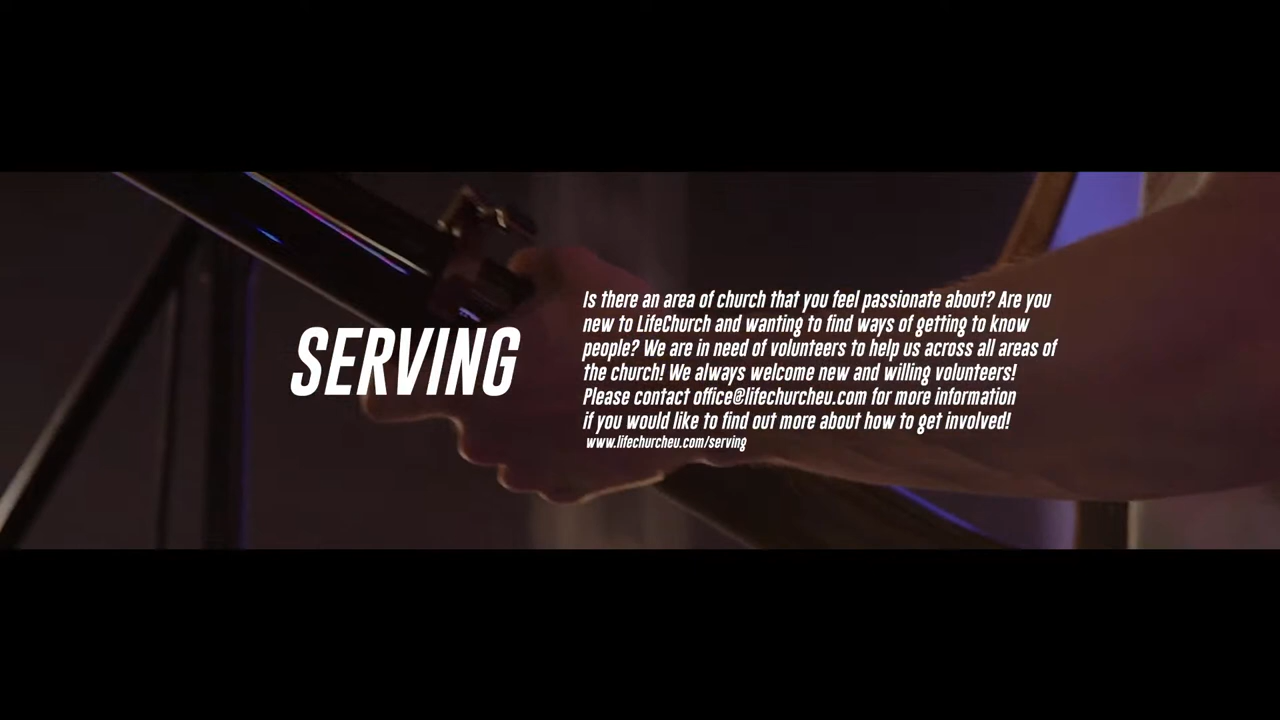 SERVING
Is there an area of church that you feel passionate about? Are you
new to LifeChurch and wanting to find ways of getting to know
people? We are in need of volunteers to help us across all areas of
the church! We always welcome new and willing volunteers!
Please contact office@lifechurcheu.com for more information
if you would like to find out more about how to get involved!
www.lifechurcheu.com/serving